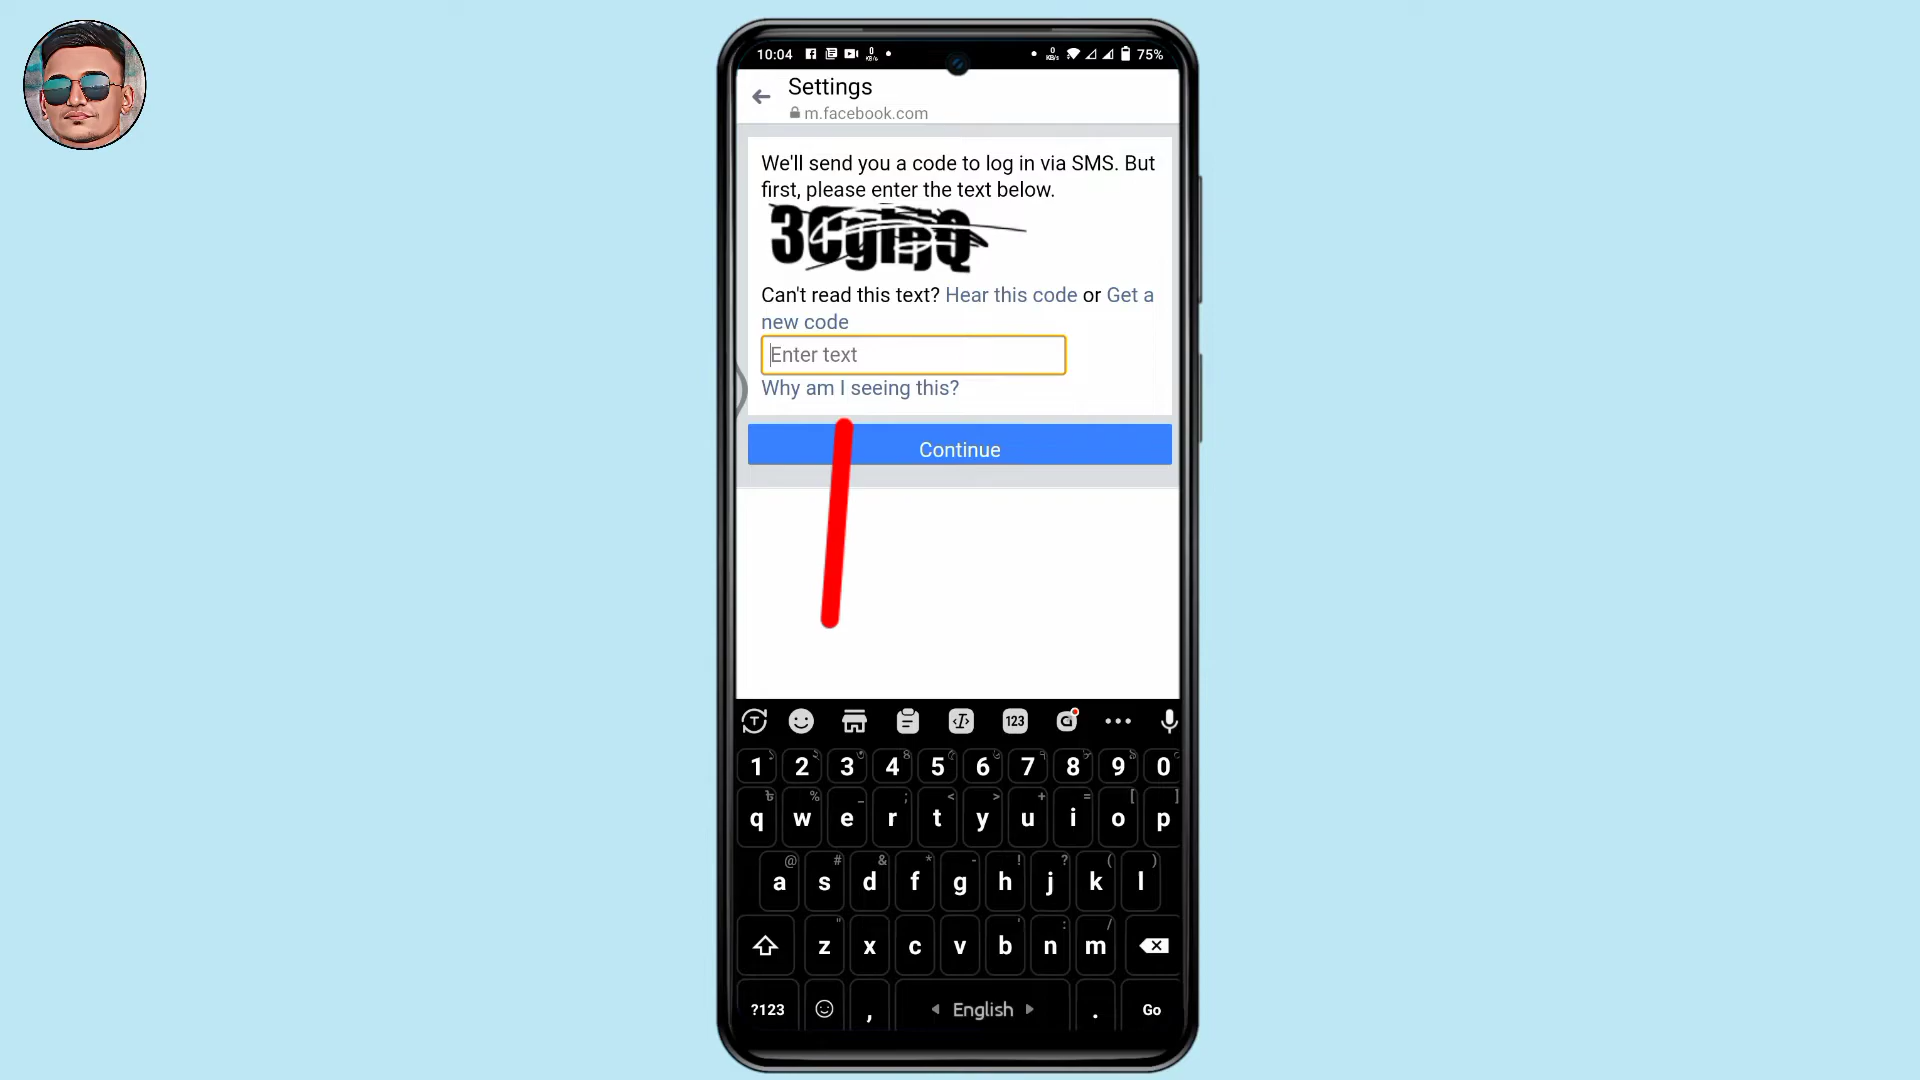 10:04
75%
Settings
m.facebook.com
We'll send you a code to log in via SMS. But
first, please enter the text below.
Can't read this text? Hear this code or Get a
new code
Enter text
Why am I seeing this?
Continue
123
1 2 3 4 5 6 7 8 9 0
q w e r t y u i o p
a s d f g h j k l
z x c v b n m
?123 , English . Go